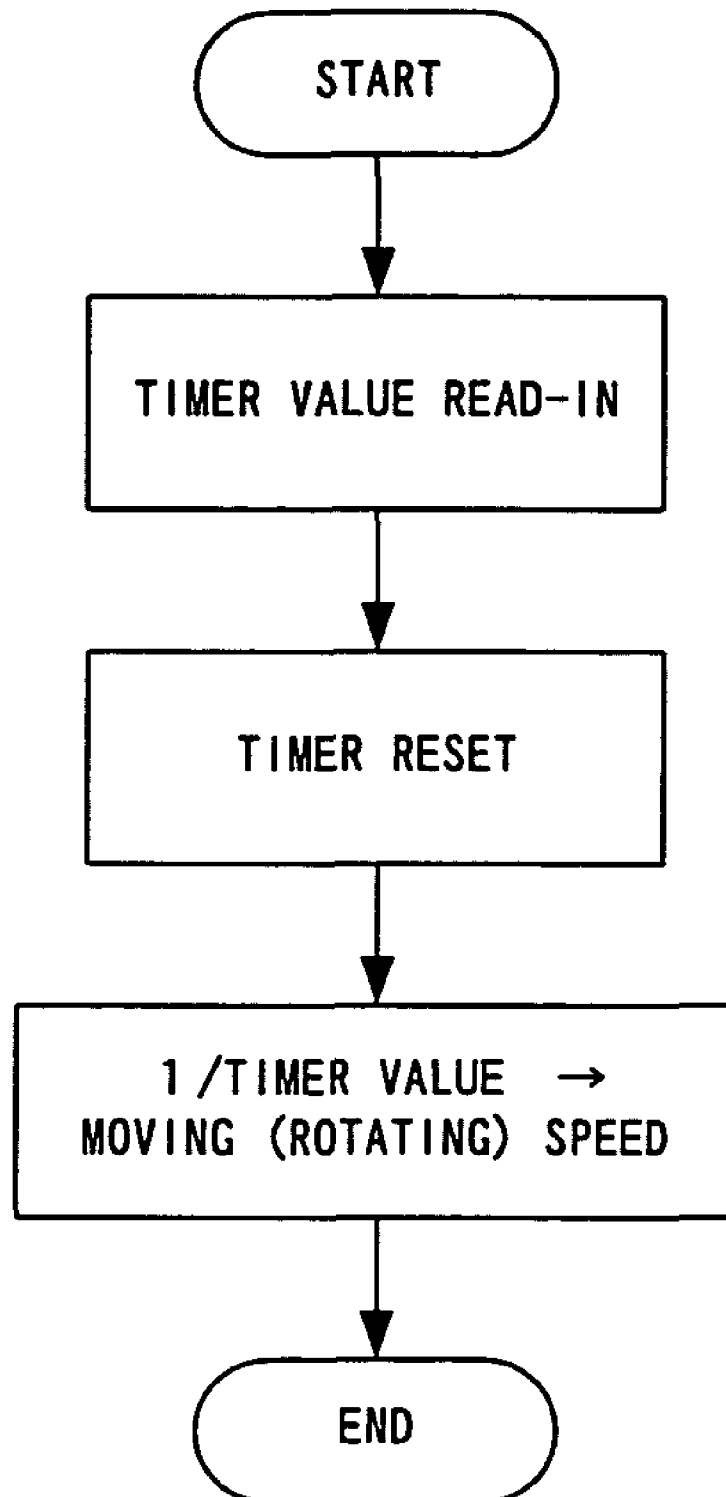 START
TIMER VALUE READ-IN
TIMER RESET
1/TIMER VALUE →
MOVING (ROTATING) SPEED
END